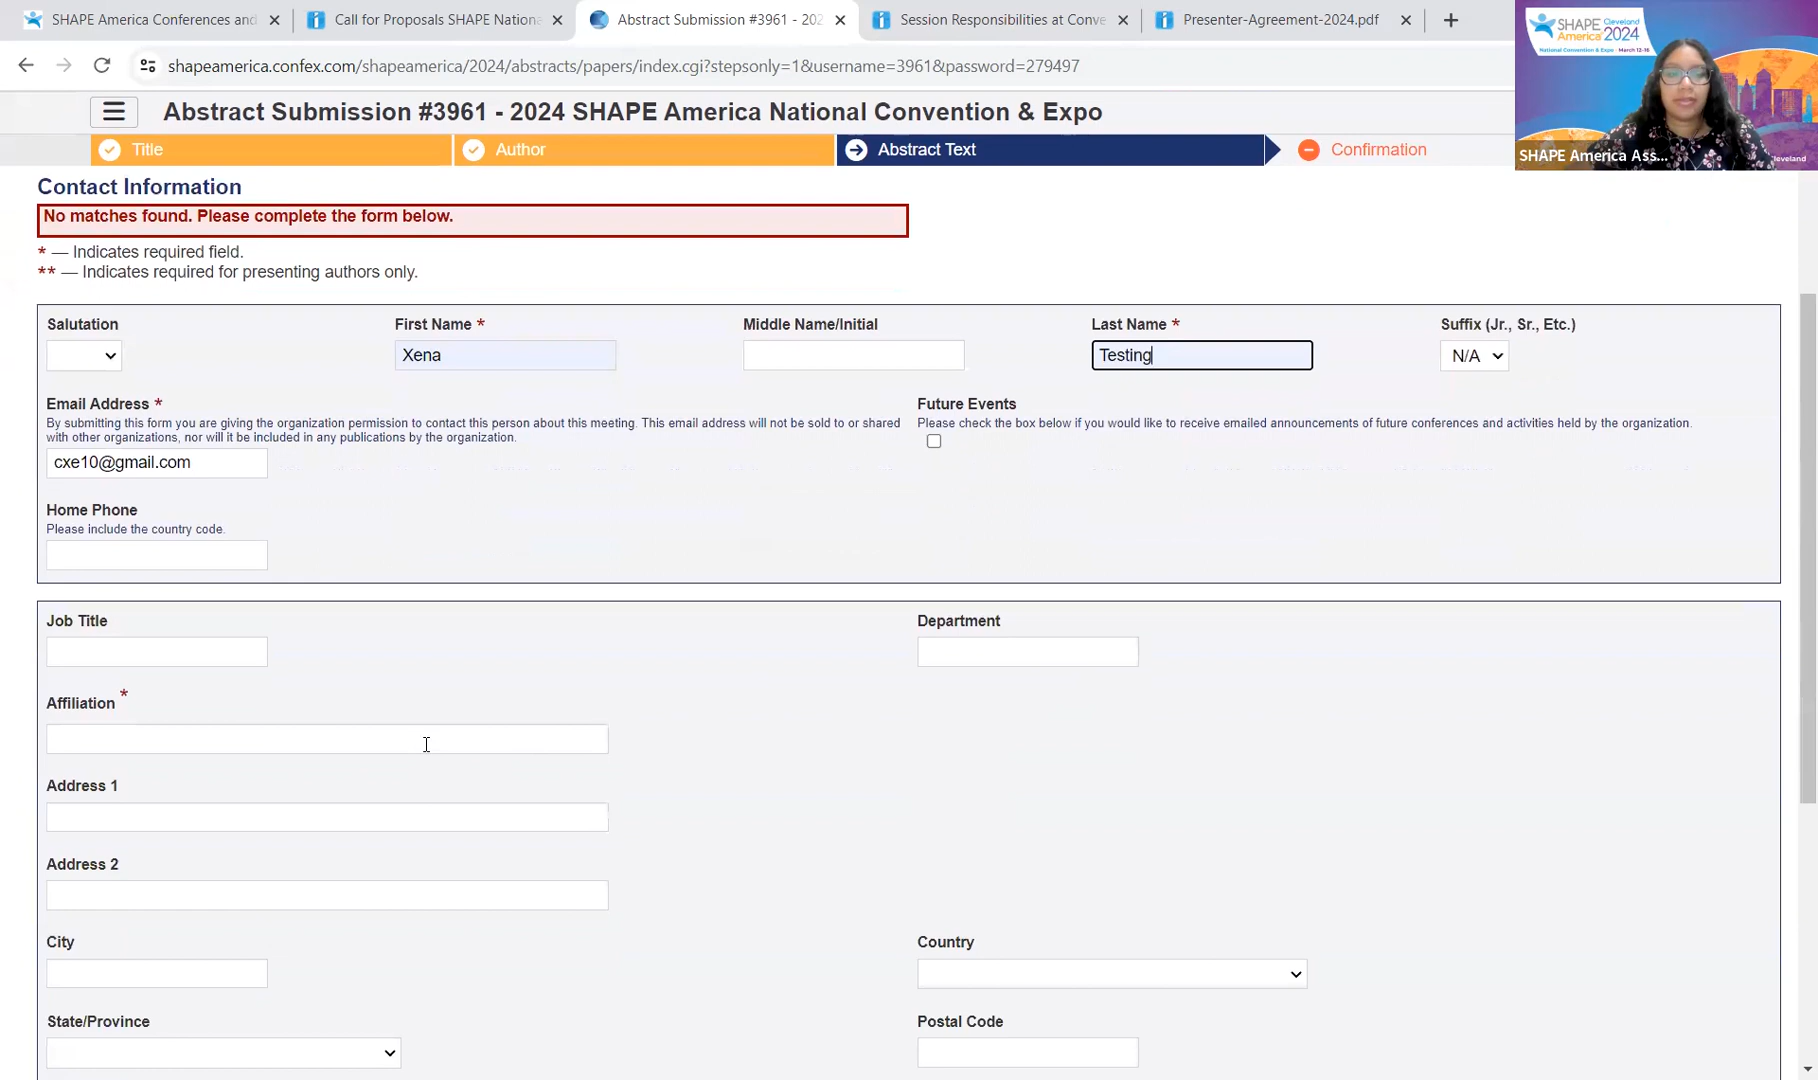 SHAPE America Conferences and
Call for Proposals SHAPE Nationa
Abstract Submission #3961 - 202
Session Responsibilities at Conve
Presenter-Agreement-2024.pdf
shapeamerica.confex.com/shapeamerica/2024/abstracts/papers/index.cgi?stepsonly=1&username=3961&password=279497
SHAPE America Cleveland 2024
National Convention & Expo March 12-16
SHAPE America Ass...
leveland
Abstract Submission #3961 - 2024 SHAPE America National Convention & Expo
Title
Author
Abstract Text
Confirmation
Contact Information
No matches found. Please complete the form below.
* — Indicates required field.
** — Indicates required for presenting authors only.
Salutation
First Name *
Middle Name/Initial
Last Name *
Suffix (Jr., Sr., Etc.)
Xena
Testing
N/A
Email Address *
By submitting this form you are giving the organization permission to contact this person about this meeting. This email address will not be sold to or shared
with other organizations, nor will it be included in any publications by the organization.
cxe10@gmail.com
Future Events
Please check the box below if you would like to receive emailed announcements of future conferences and activities held by the organization.
Home Phone
Please include the country code.
Job Title
Department
Affiliation *
Address 1
Address 2
City
Country
State/Province
Postal Code